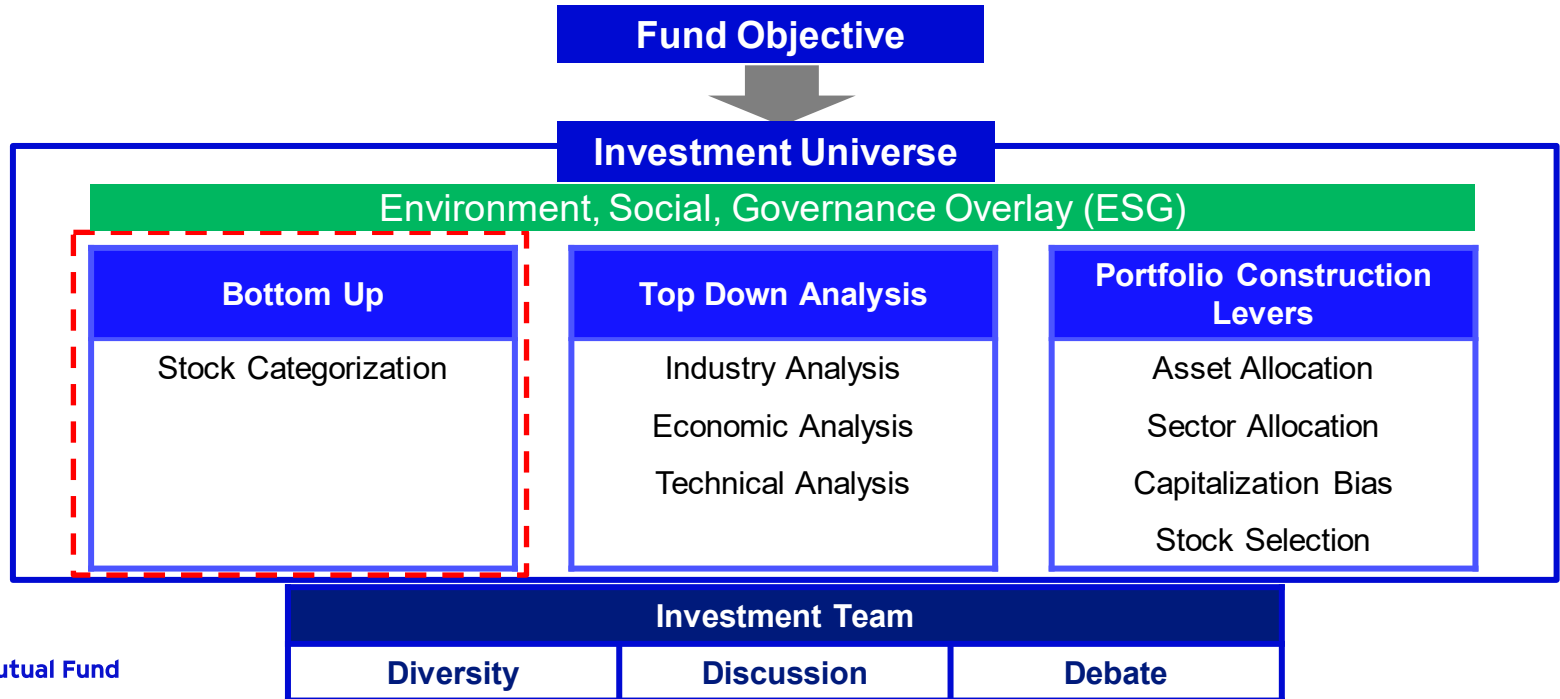 Fund Objective
Investment Universe
Environment, Social, Governance Overlay (ESG)
Bottom Up
Stock Categorization
Top Down Analysis
Industry Analysis
Economic Analysis
Technical Analysis
Portfolio Construction
Levers
Asset Allocation
Sector Allocation
Capitalization Bias
Stock Selection
Investment Team
Diversity Discussion Debate
Fund